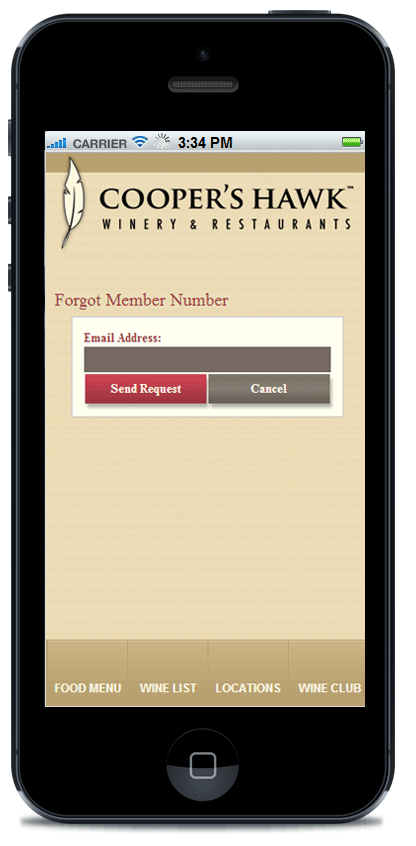 CARRIER 3:34 PM
COOPER'S HAWK™
WINERY & RESTAURANTS
Forgot Member Number
Email Address:
Send Request Cancel
FOOD MENU WINE LIST LOCATIONS WINE CLUB